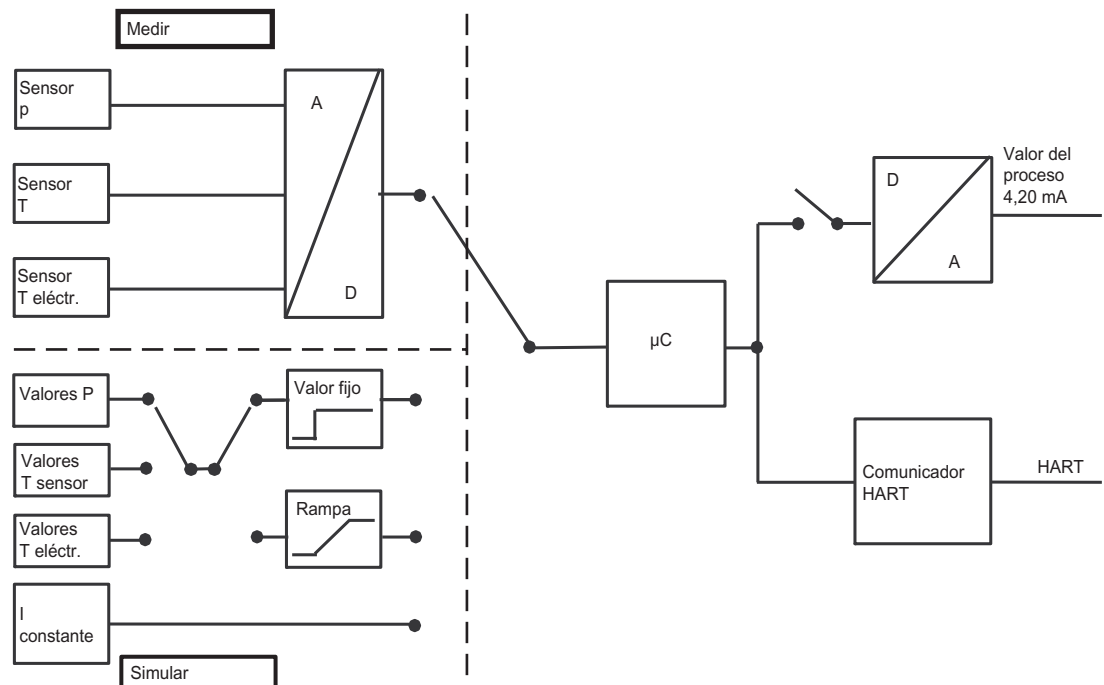 Medir
Sensor
p
Sensor
T
Sensor
T eléctr.
A
D
Valores P
Valores
T sensor
Valores
T eléctr.
I
constante
Valor fijo
Rampa
Simular
µC
D
A
Valor del
proceso
4,20 mA
Comunicador
HART
HART